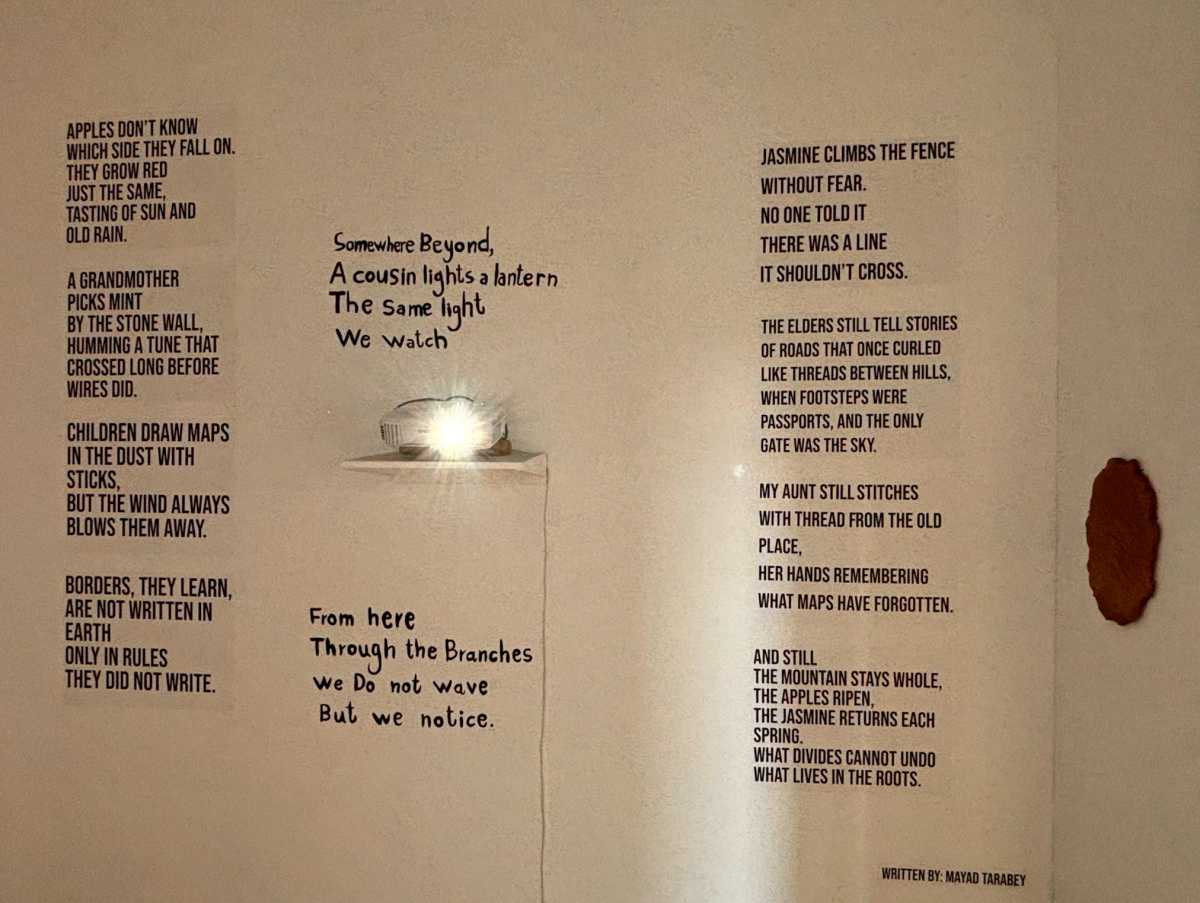 APPLES DON'T KNOW
WHICH SIDE THEY FALL ON.
THEY GROW RED
JUST THE SAME,
TASTING OF SUN AND
OLD RAIN.
A GRANDMOTHER
PICKS MINT
BY THE STONE WALL,
HUMMING A TUNE THAT
CROSSED LONG BEFORE
WIRES DID.
CHILDREN DRAW MAPS
IN THE DUST WITH
STICKS,
BUT THE WIND ALWAYS
BLOWS THEM AWAY.
BORDERS, THEY LEARN,
ARE NOT WRITTEN IN
EARTH
ONLY IN RULES
THEY DID NOT WRITE.
Somewhere Beyond,
A cousin lights a lantern
The same light
We watch
From here
Through the Branches
We Do not wave
But we notice.
JASMINE CLIMBS THE FENCE
WITHOUT FEAR.
NO ONE TOLD IT
THERE WAS A LINE
IT SHOULDN'T CROSS.
THE ELDERS STILL TELL STORIES
OF ROADS THAT ONCE CURLED
LIKE THREADS BETWEEN HILLS,
WHEN FOOTSTEPS WERE
PASSPORTS, AND THE ONLY
GATE WAS THE SKY.
MY AUNT STILL STITCHES
WITH THREAD FROM THE OLD
PLACE,
HER HANDS REMEMBERING
WHAT MAPS HAVE FORGOTTEN.
AND STILL
THE MOUNTAIN STAYS WHOLE,
THE APPLES RIPEN,
THE JASMINE RETURNS EACH
SPRING.
WHAT DIVIDES CANNOT UNDO
WHAT LIVES IN THE ROOTS.
WRITTEN BY: MAYAD TARABEY